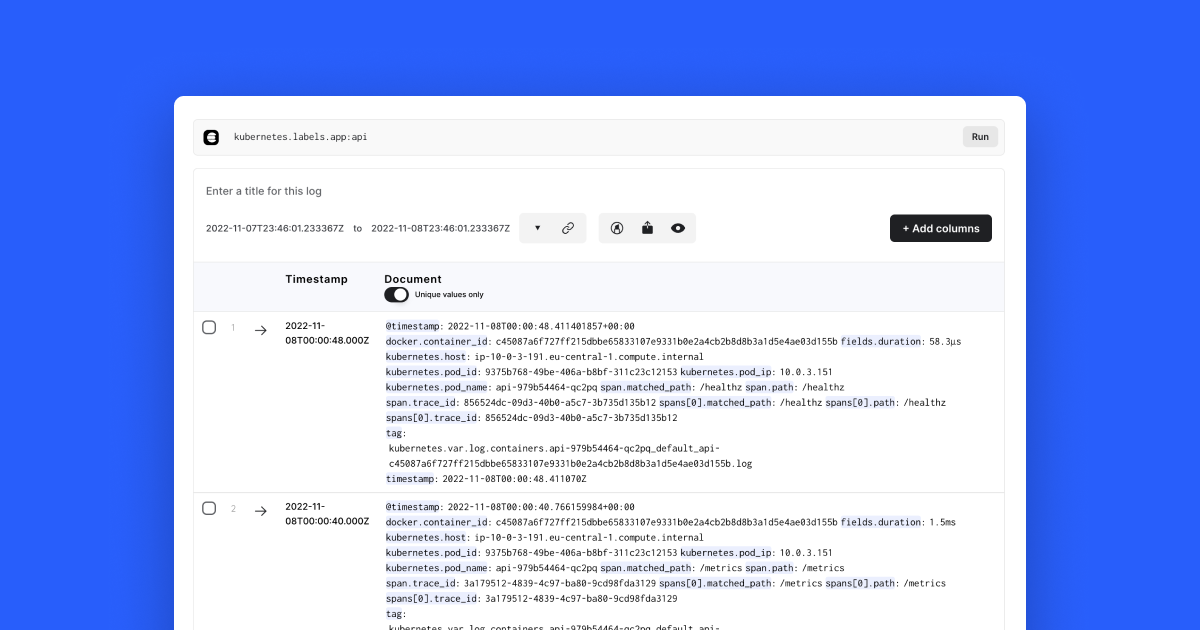 kubernetes.labels.app:api
Run
Enter a title for this log
2022-11-07T23:46:01.233367Z to 2022-11-08T23:46:01.233367Z
+ Add columns
Timestamp Document
Unique values only
1
2022-11-
08T00:00:48.000Z
@timestamp: 2022-11-08T00:00:48.411401857+00:00
docker.container_id: c45087a6f727ff215dbbe65833107e9331b0e2a4cb2b8d8b3a1d5e4ae03d155b fields.duration: 58.3µs
kubernetes.host: ip-10-0-3-191.eu-central-1.compute.internal
kubernetes.pod_id: 9375b768-49be-406a-b8bf-311c23c12153 kubernetes.pod_ip: 10.0.3.151
kubernetes.pod_name: api-979b54464-qc2pq span.matched_path: /healthz span.path: /healthz
span.trace_id: 856524dc-09d3-40b0-a5c7-3b735d135b12 spans[0].matched_path: /healthz spans[0].path: /healthz
spans[0].trace_id: 856524dc-09d3-40b0-a5c7-3b735d135b12
tag:
kubernetes.var.log.containers.api-979b54464-qc2pq_default_api-
c45087a6f727ff215dbbe65833107e9331b0e2a4cb2b8d8b3a1d5e4ae03d155b.log
timestamp: 2022-11-08T00:00:48.411070Z
2
2022-11-
08T00:00:40.000Z
@timestamp: 2022-11-08T00:00:40.766159984+00:00
docker.container_id: c45087a6f727ff215dbbe65833107e9331b0e2a4cb2b8d8b3a1d5e4ae03d155b fields.duration: 1.5ms
kubernetes.host: ip-10-0-3-191.eu-central-1.compute.internal
kubernetes.pod_id: 9375b768-49be-406a-b8bf-311c23c12153 kubernetes.pod_ip: 10.0.3.151
kubernetes.pod_name: api-979b54464-qc2pq span.matched_path: /metrics span.path: /metrics
span.trace_id: 3a179512-4839-4c97-ba80-9cd98fda3129 spans[0].matched_path: /metrics spans[0].path: /metrics
spans[0].trace_id: 3a179512-4839-4c97-ba80-9cd98fda3129
tag:
kubernetes.var.log.containers.api-979b54464-qc2pq_default_api-